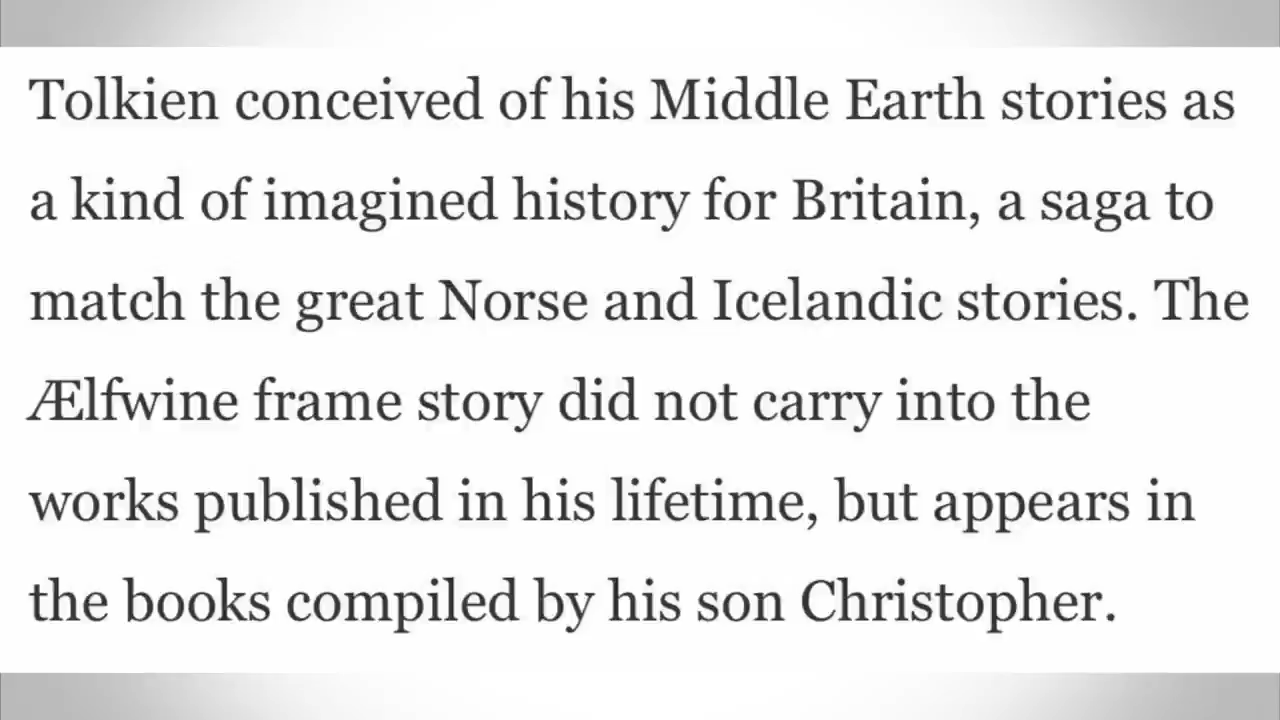 Tolkien conceived of his Middle Earth stories as
a kind of imagined history for Britain, a saga to
match the great Norse and Icelandic stories. The
Ælfwine frame story did not carry into the
works published in his lifetime, but appears in
the books compiled by his son Christopher.